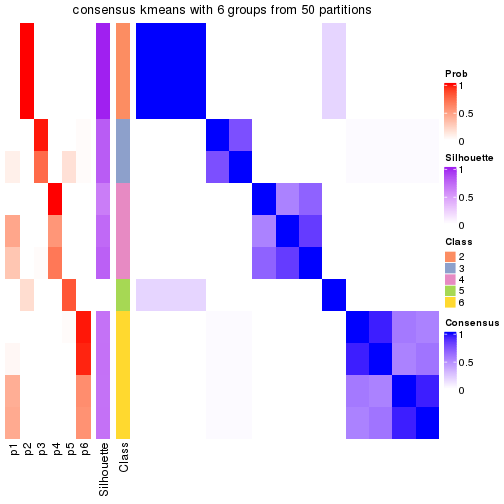 consensus kmeans with 6 groups from 50 partitions
Prob
1
0.5
0
Silhouette
1
0.5
0
Class
2
3
4
5
6
Consensus
1
0.5
0
p1
p2
p3
p4
p5
p6
Silhouette
Class